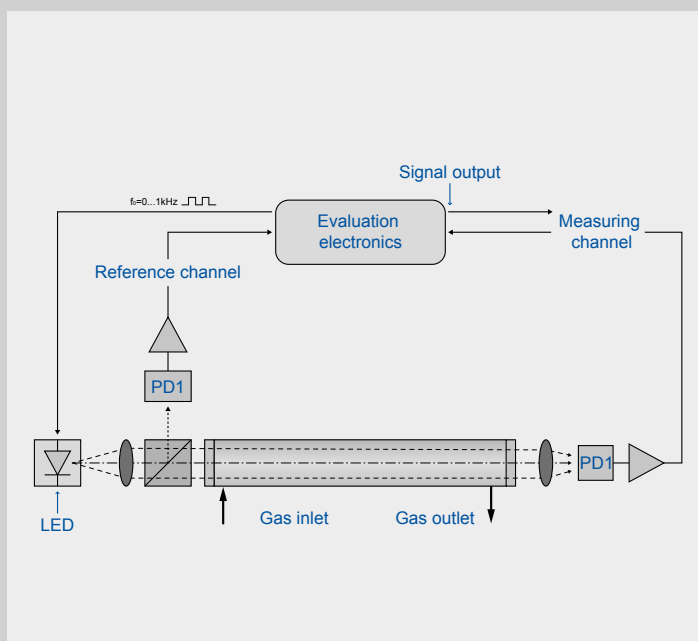 Signal output
f₀=0...1kHz
Evaluation
electronics
Measuring
channel
Reference channel
PD1
PD1
LED
Gas inlet
Gas outlet